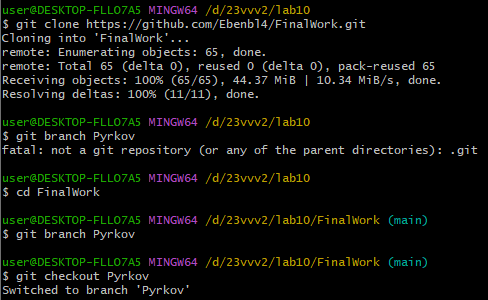 user@DESKTOP-FLLO7A5 MINGW64 /d/23vvv2/lab10
$ git clone https://github.com/Ebenbl4/FinalWork.git
Cloning into 'FinalWork'...
remote: Enumerating objects: 65, done.
remote: Total 65 (delta 0), reused 0 (delta 0), pack-reused 65
Receiving objects: 100% (65/65), 44.37 MiB | 10.34 MiB/s, done.
Resolving deltas: 100% (11/11), done.
user@DESKTOP-FLLO7A5 MINGW64 /d/23vvv2/lab10
$ git branch Pyrkov
fatal: not a git repository (or any of the parent directories): .git
user@DESKTOP-FLLO7A5 MINGW64 /d/23vvv2/lab10
$ cd FinalWork
user@DESKTOP-FLLO7A5 MINGW64 /d/23vvv2/lab10/FinalWork (main)
$ git branch Pyrkov
user@DESKTOP-FLLO7A5 MINGW64 /d/23vvv2/lab10/FinalWork (main)
$ git checkout Pyrkov
Switched to branch 'Pyrkov'